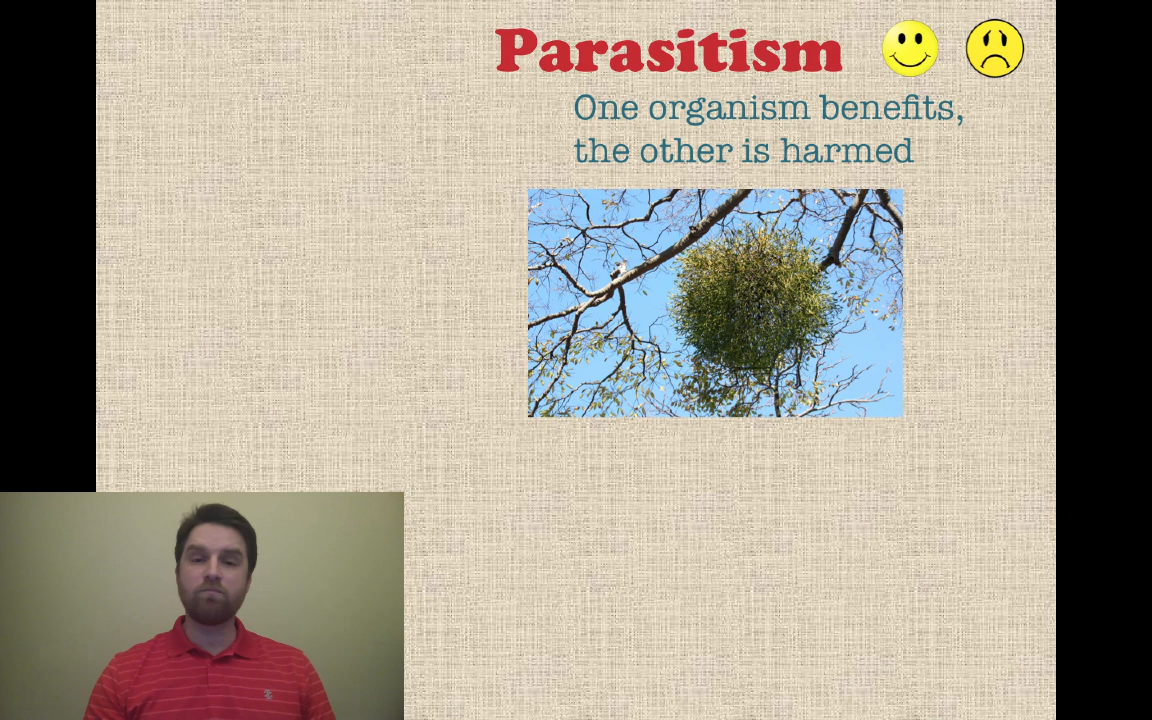 Parasitism
One organism benefits,
the other is harmed